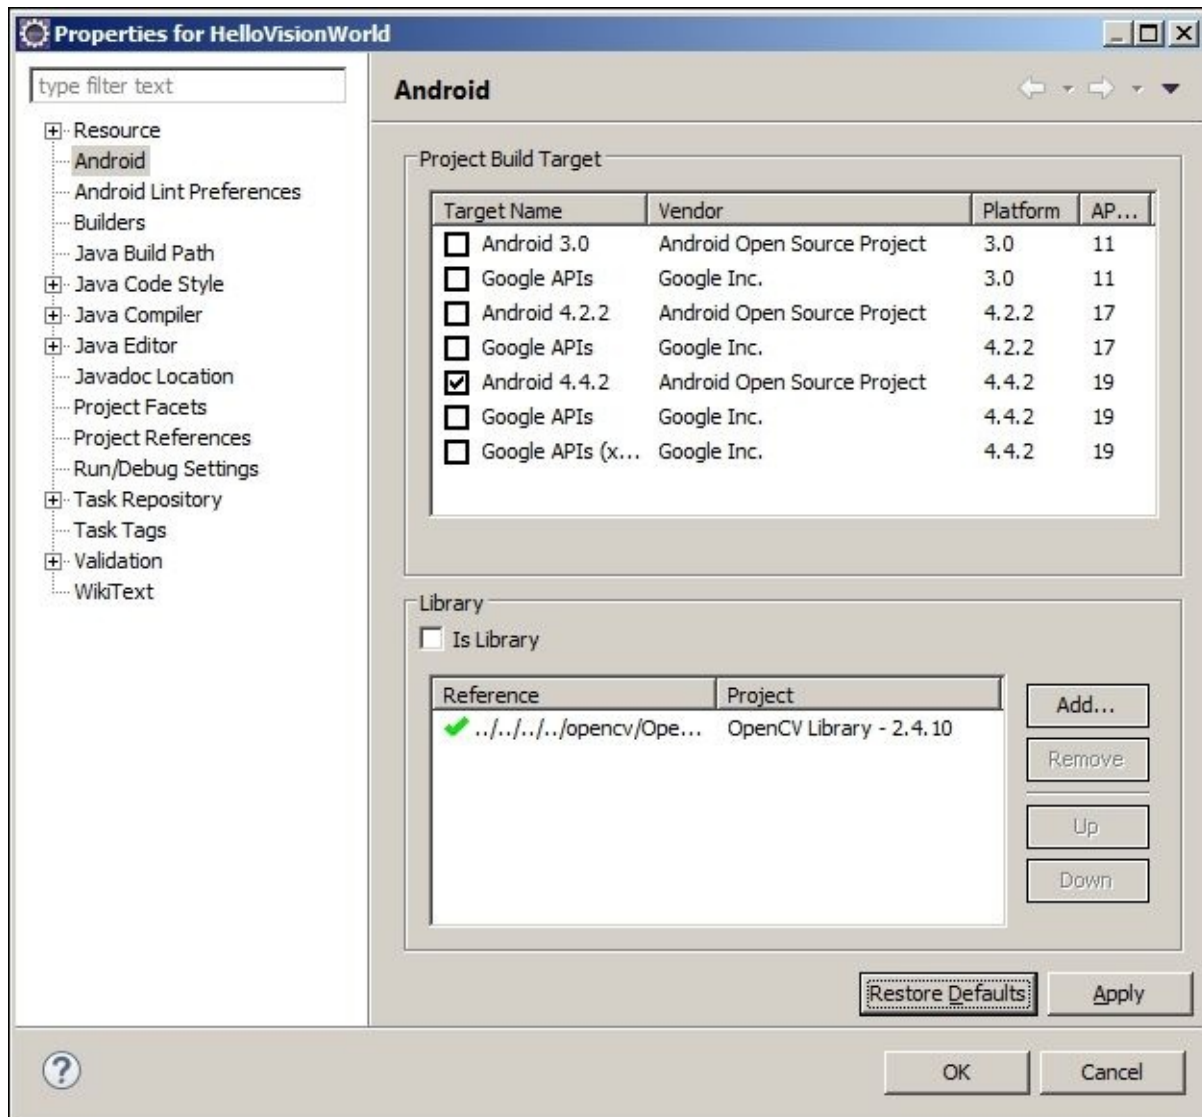 Properties for HelloVisionWorld
type filter text
Resource
Android
Android Lint Preferences
Builders
Java Build Path
Java Code Style
Java Compiler
Java Editor
Javadoc Location
Project Facets
Project References
Run/Debug Settings
Task Repository
Task Tags
Validation
WikiText
Android
Project Build Target
Target Name Vendor Platform AP...
Android 3.0 Android Open Source Project 3.0 11
Google APIs Google Inc. 3.0 11
Android 4.2.2 Android Open Source Project 4.2.2 17
Google APIs Google Inc. 4.2.2 17
Android 4.4.2 Android Open Source Project 4.4.2 19
Google APIs Google Inc. 4.4.2 19
Google APIs (x... Google Inc. 4.4.2 19
Library
Is Library
Reference Project
../../../../opencv/Ope... OpenCV Library - 2.4.10
Add...
Remove
Up
Down
Restore Defaults Apply
? OK Cancel